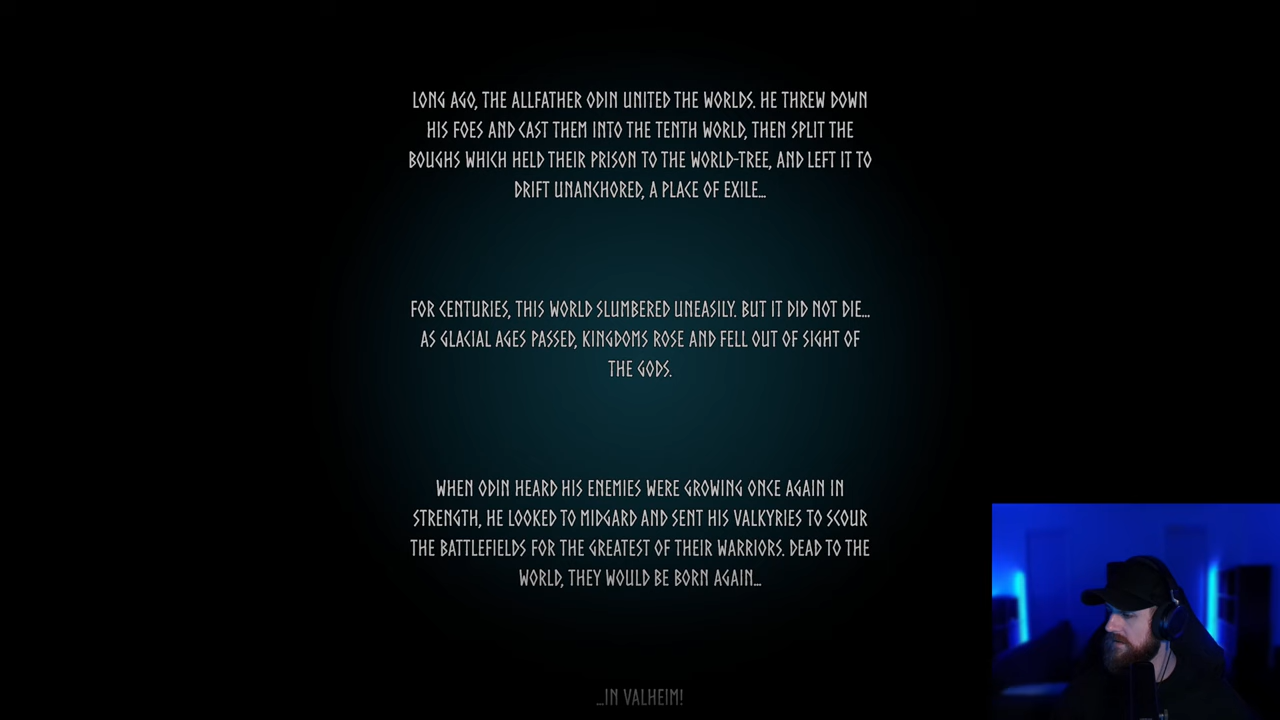 LONG AGO, THE ALLFATHER ODIN UNITED THE WORLDS. HE THREW DOWN
HIS FOES AND CAST THEM INTO THE TENTH WORLD, THEN SPLIT THE
BOUGHS WHICH HELD THEIR PRISON TO THE WORLD-TREE, AND LEFT IT TO
DRIFT UNANCHORED, A PLACE OF EXILE...
FOR CENTURIES, THIS WORLD SLUMBERED UNEASILY. BUT IT DID NOT DIE...
AS GLACIAL AGES PASSED, KINGDOMS ROSE AND FELL OUT OF SIGHT OF
THE GODS.
WHEN ODIN HEARD HIS ENEMIES WERE GROWING ONCE AGAIN IN
STRENGTH, HE LOOKED TO MIDGARD AND SENT HIS VALKYRIES TO SCOUR
THE BATTLEFIELDS FOR THE GREATEST OF THEIR WARRIORS. DEAD TO THE
WORLD, THEY WOULD BE BORN AGAIN...
...IN VALHEIM!